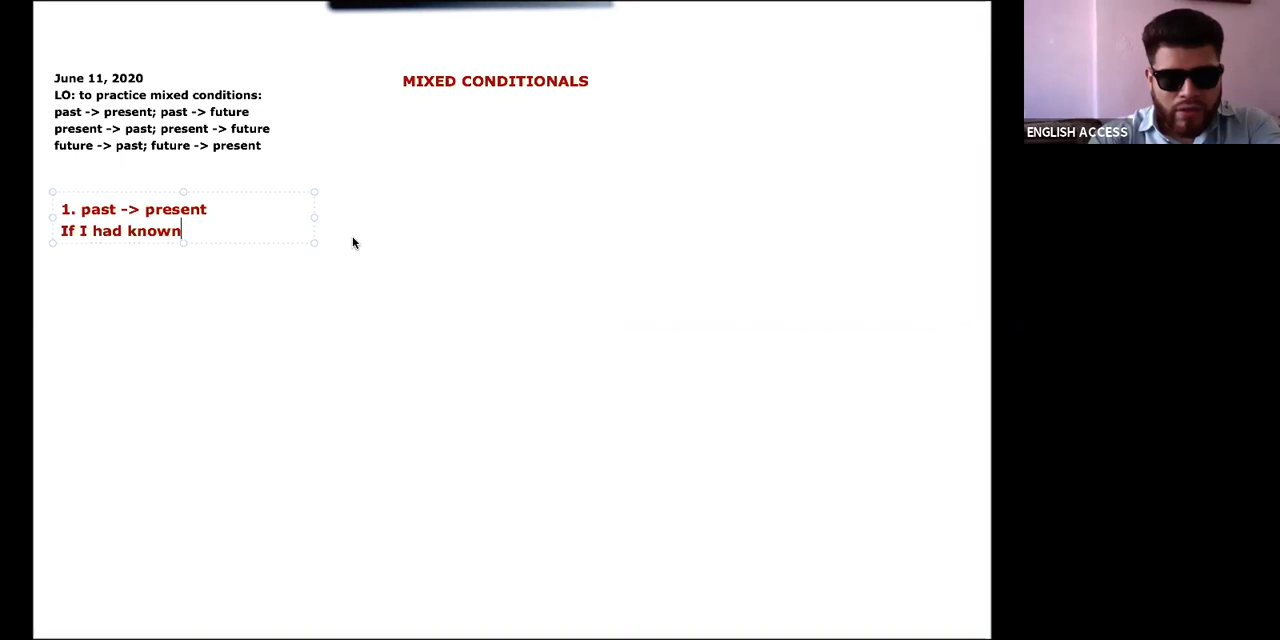 June 11, 2020
LO: to practice mixed conditions:
past -> present; past -> future
present -> past; present -> future
future -> past; future -> present
MIXED CONDITIONALS
1. past -> present
If I had known
ENGLISH ACCESS